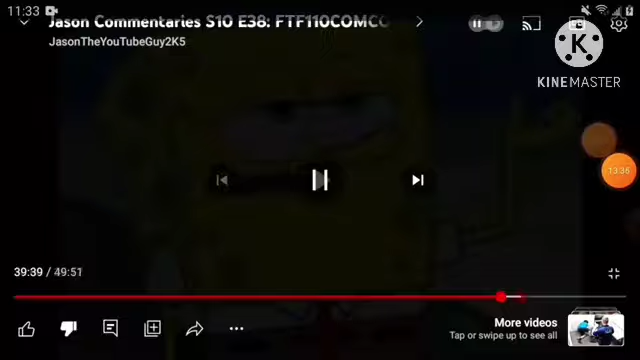 11:33
Jason Commentaries S10 E38: FTF110COMCO
JasonTheYouTubeGuy2K5
K
KINEMASTER
13:36
39:39 / 49:51
More videos
Tap or swipe up to see all